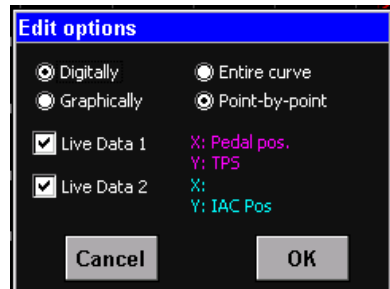 Edit options
Digitally Entire curve
Graphically Point-by-point
Live Data 1 X: Pedal pos.
Y: TPS
Live Data 2 X:
Y: IAC Pos
Cancel OK